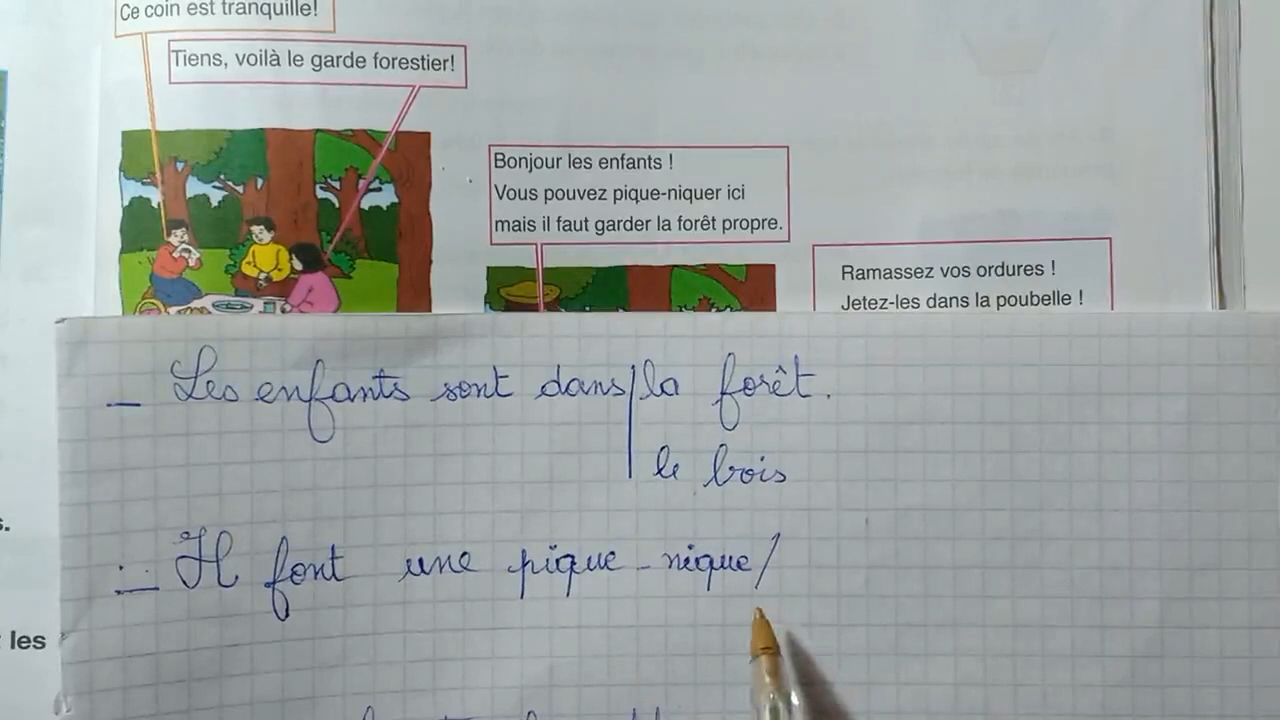 Ce coin est tranquille!
Tiens, voilà le garde forestier!
Bonjour les enfants !
Vous pouvez pique-niquer ici
mais il faut garder la forêt propre.
Ramassez vos ordures !
Jetez-les dans la poubelle !
_ Les enfants sont dans/la forêt.
le bois
_ Il font une pique-nique/
les